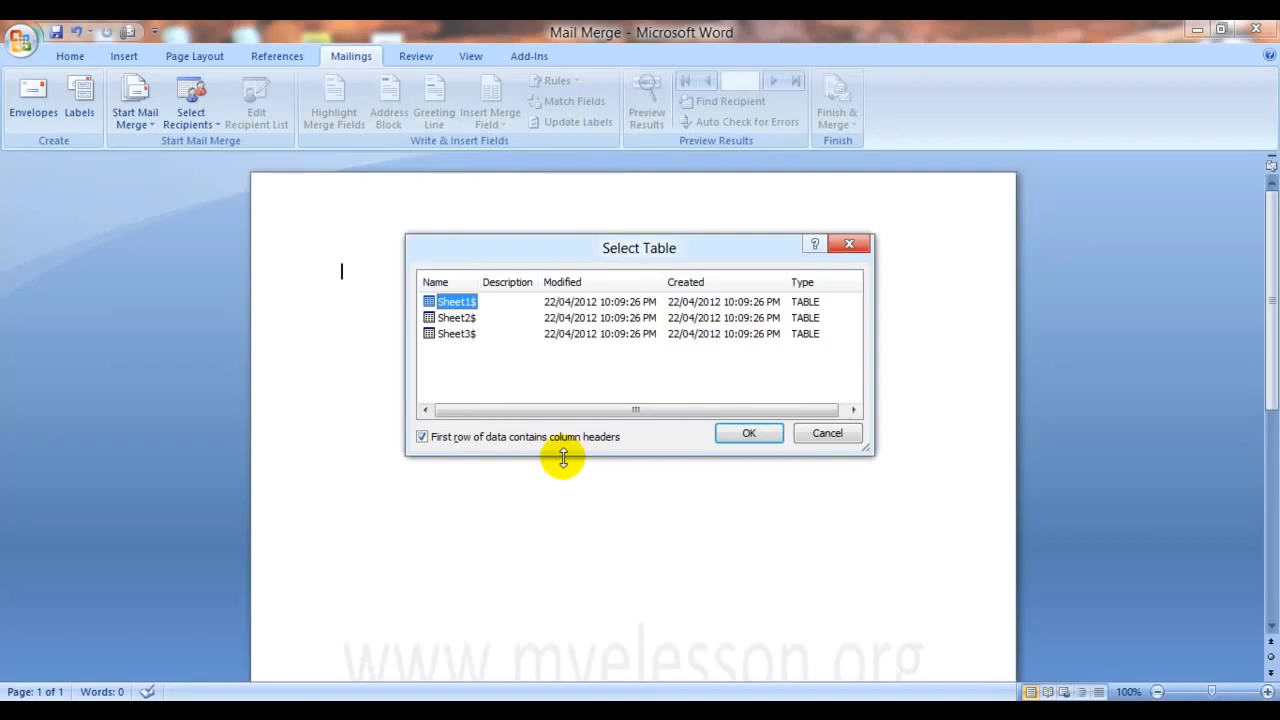 Mail Merge - Microsoft Word
Home Insert Page Layout References Mailings Review View Add-Ins
Envelopes Labels Start Mail Merge Select Recipients Edit Recipient List Highlight Merge Fields Address Block Greeting Line Insert Merge Field Rules Match Fields Update Labels Preview Results Find Recipient Auto Check for Errors Finish & Merge
Create Start Mail Merge Write & Insert Fields Preview Results Finish
Select Table
Name Description Modified Created Type
Sheet1$ 22/04/2012 10:09:26 PM 22/04/2012 10:09:26 PM TABLE
Sheet2$ 22/04/2012 10:09:26 PM 22/04/2012 10:09:26 PM TABLE
Sheet3$ 22/04/2012 10:09:26 PM 22/04/2012 10:09:26 PM TABLE
First row of data contains column headers OK Cancel
www.myelesson.org
Page: 1 of 1 Words: 0 100%